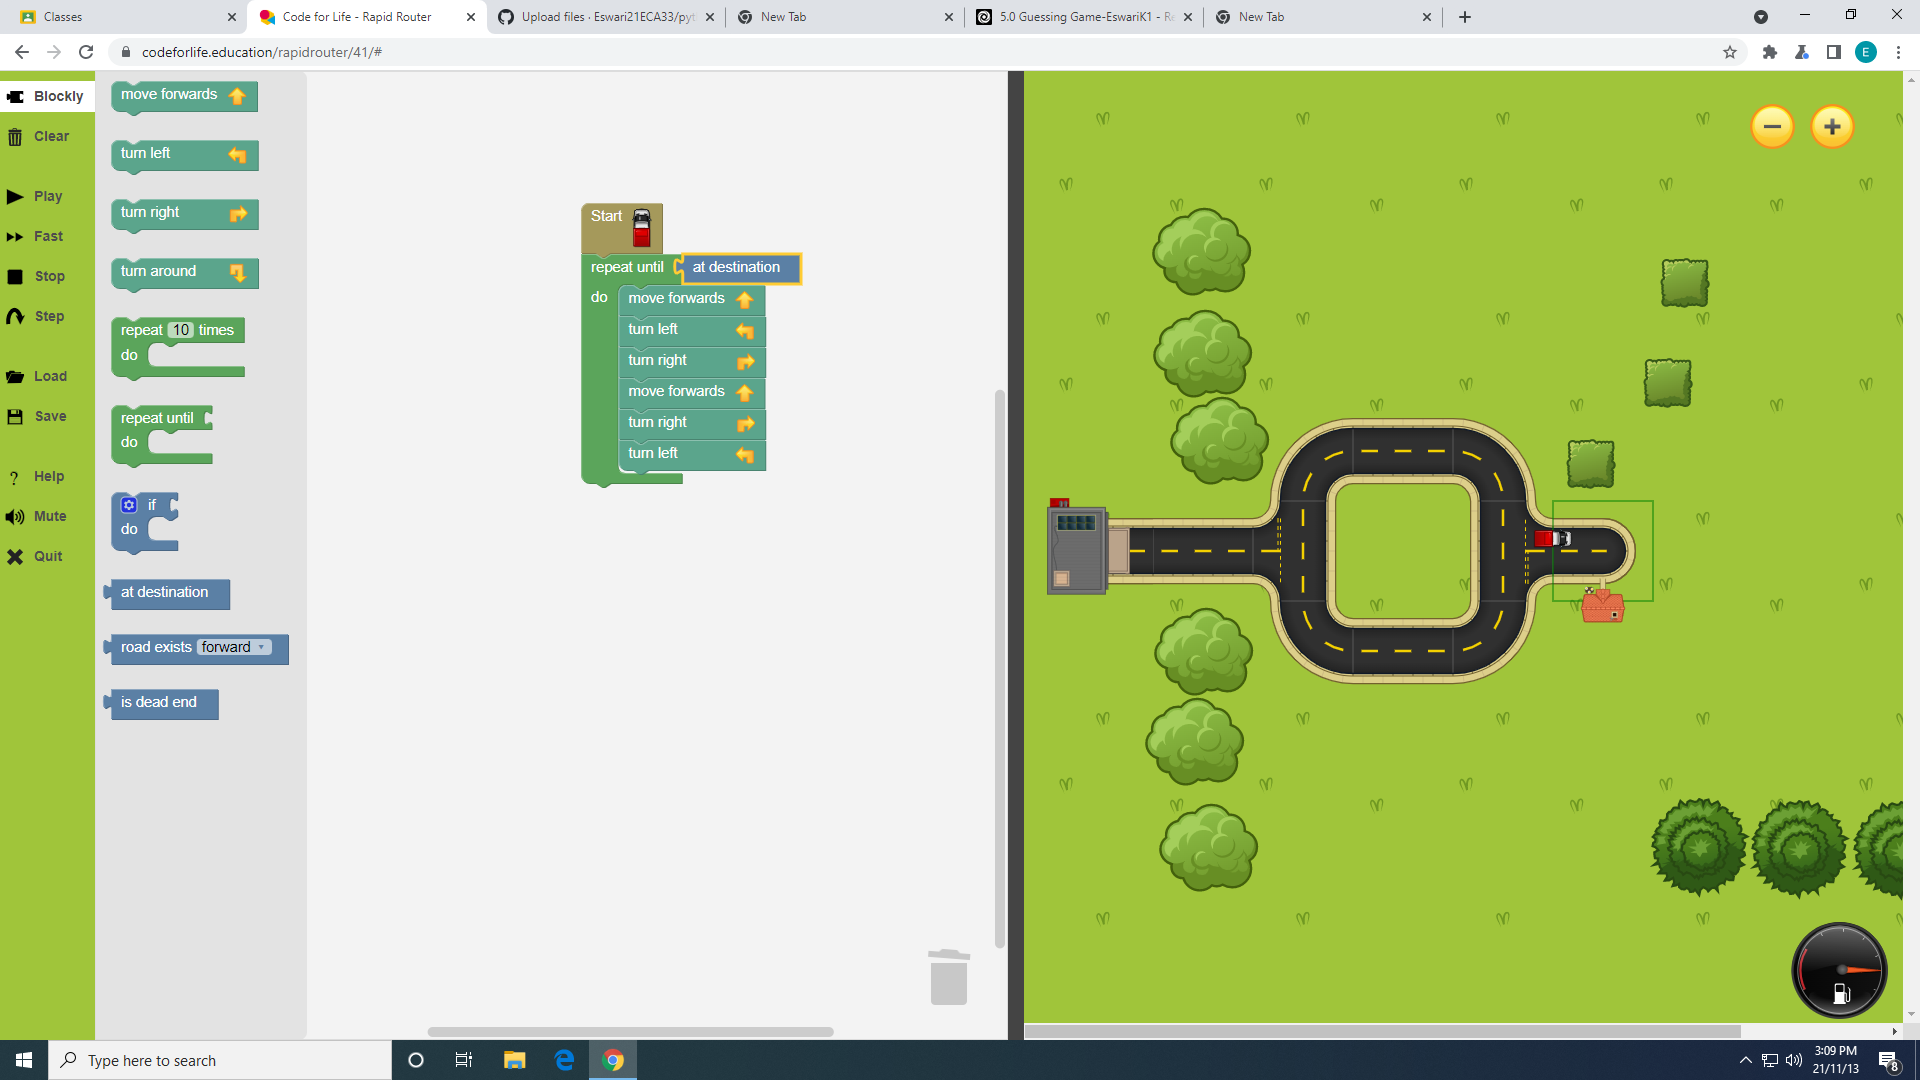 Classes
Code for Life - Rapid Router
Upload files · Eswari21ECA33/pyt
New Tab
5.0 Guessing Game-EswariK1 - Re
New Tab
codeforlife.education/rapidrouter/41/#
E
Blockly
Clear
Play
Fast
Stop
Step
Load
Save
Help
Mute
Quit
move forwards
turn left
turn right
turn around
repeat 10 times
do
repeat until
do
if
do
at destination
road exists forward
is dead end
Start
repeat until at destination
do move forwards
turn left
turn right
move forwards
turn right
turn left
Type here to search
3:09 PM
21/11/13
8